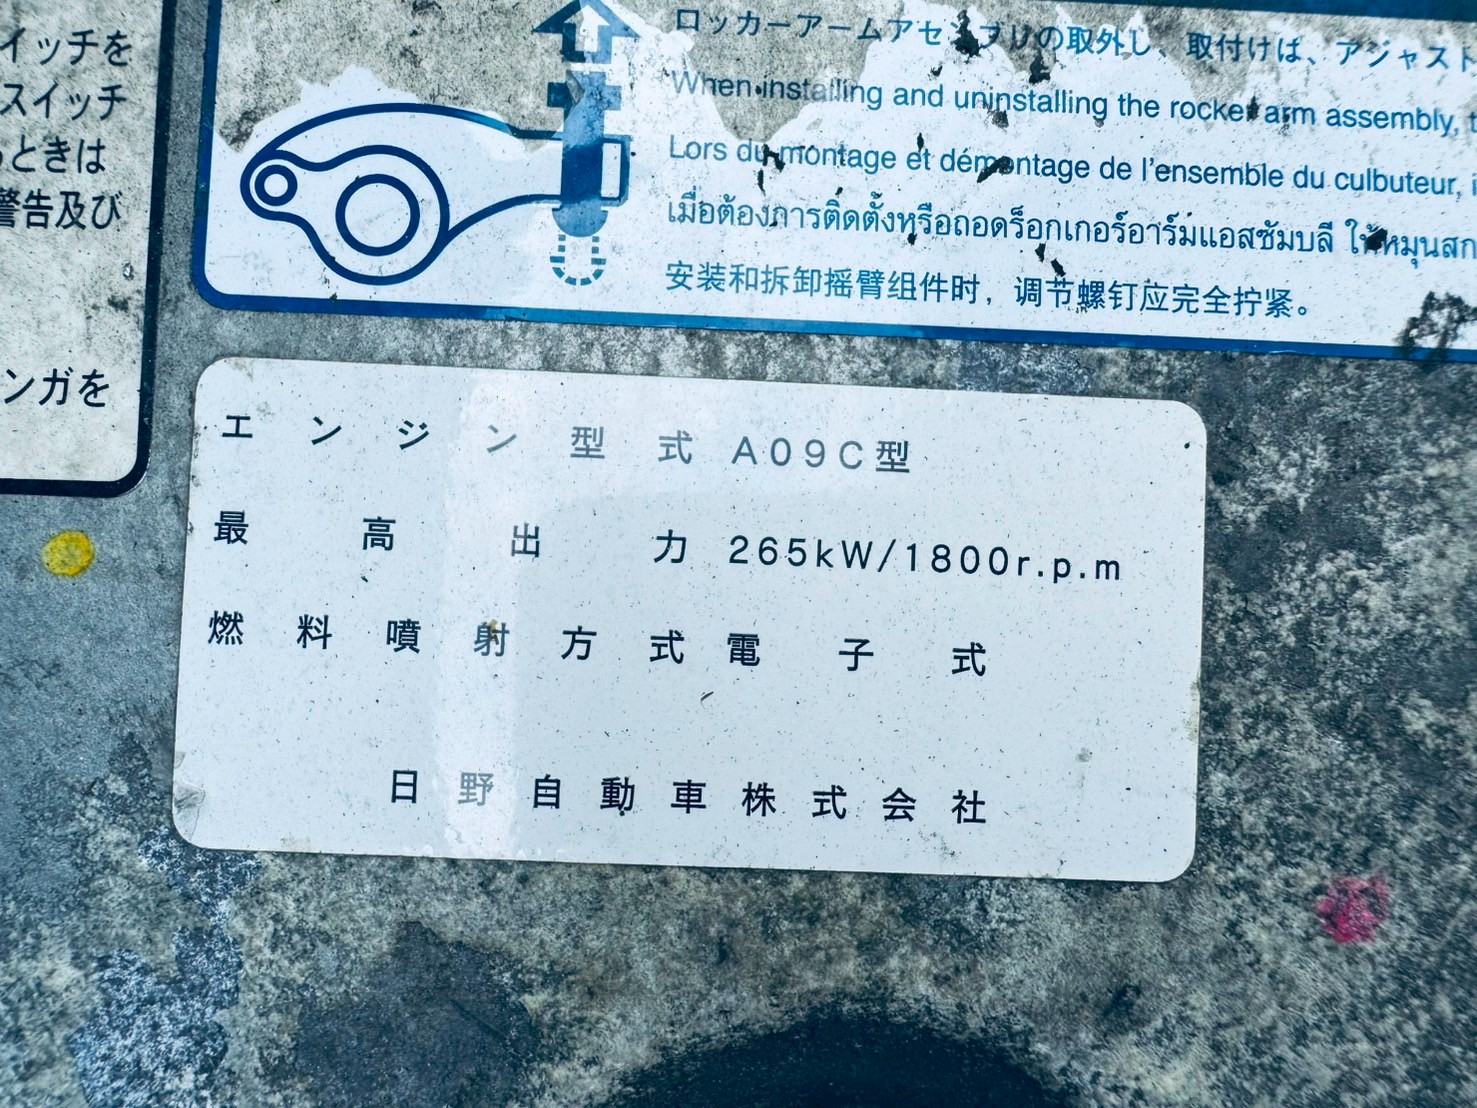 イッチを
スイッチ
ときは
警告及び
ンガを
ロッカーアームアセンブリの取外し、取付けは、アジャスト
When installing and uninstalling the rocker arm assembly,
Lors du montage et démontage de l'ensemble du culbuteur,
เมื่อต้องการติดตั้งหรือถอดร็อกเกอร์อาร์มแอสซัมบลี ให้หมุนสก
安装和拆卸摇臂组件时，调节螺钉应完全拧紧。
エンジン型式 A09C型
最高出力 265kW/1800r.p.m
燃料噴射方式 電子式
日野自動車株式会社